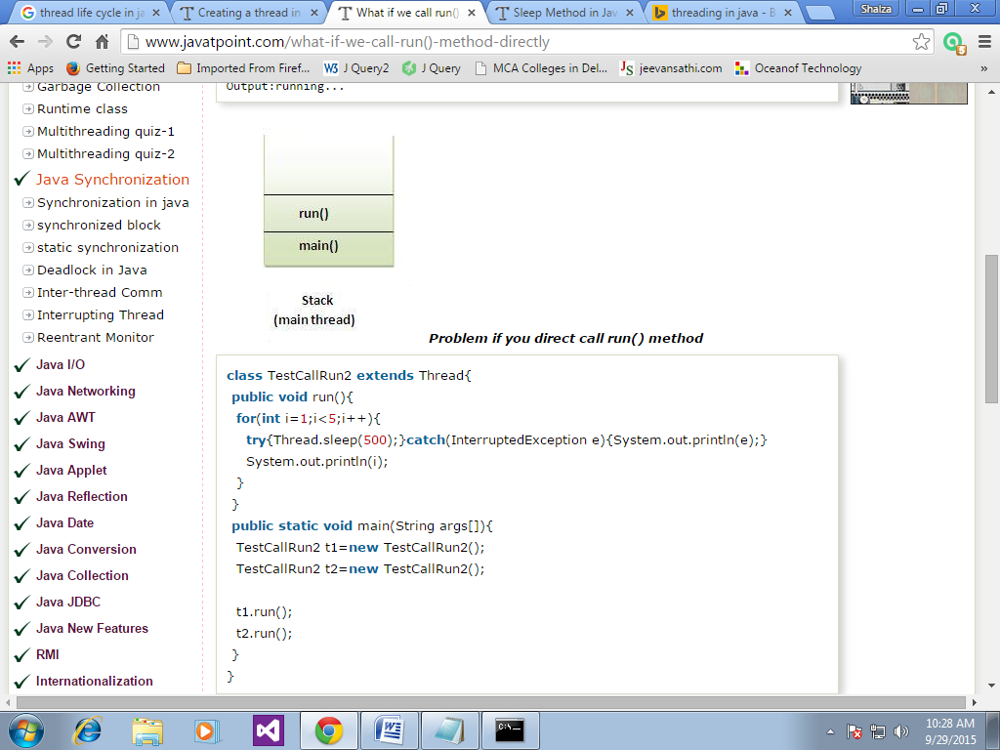 thread life cycle in ja
Creating a thread in
What if we call run()
Sleep Method in Jav
threading in java - B
Shalza
www.javatpoint.com/what-if-we-call-run()-method-directly
Apps
Getting Started
Imported From Firef...
W3 J Query2
J Query
MCA Colleges in Del...
JS jeevansathi.com
Oceanof Technology
»
Garbage Collection
Runtime class
Multithreading quiz-1
Multithreading quiz-2
Java Synchronization
Synchronization in java
synchronized block
static synchronization
Deadlock in Java
Inter-thread Comm
Interrupting Thread
Reentrant Monitor
Java I/O
Java Networking
Java AWT
Java Swing
Java Applet
Java Reflection
Java Date
Java Conversion
Java Collection
Java JDBC
Java New Features
RMI
Internationalization
Output:running...
run()
main()
Stack
(main thread)
Problem if you direct call run() method
class TestCallRun2 extends Thread{
public void run(){
for(int i=1;i<5;i++){
try{Thread.sleep(500);}catch(InterruptedException e){System.out.println(e);}
System.out.println(i);
}
}
public static void main(String args[]){
TestCallRun2 t1=new TestCallRun2();
TestCallRun2 t2=new TestCallRun2();
t1.run();
t2.run();
}
}
10:28 AM
9/29/2015